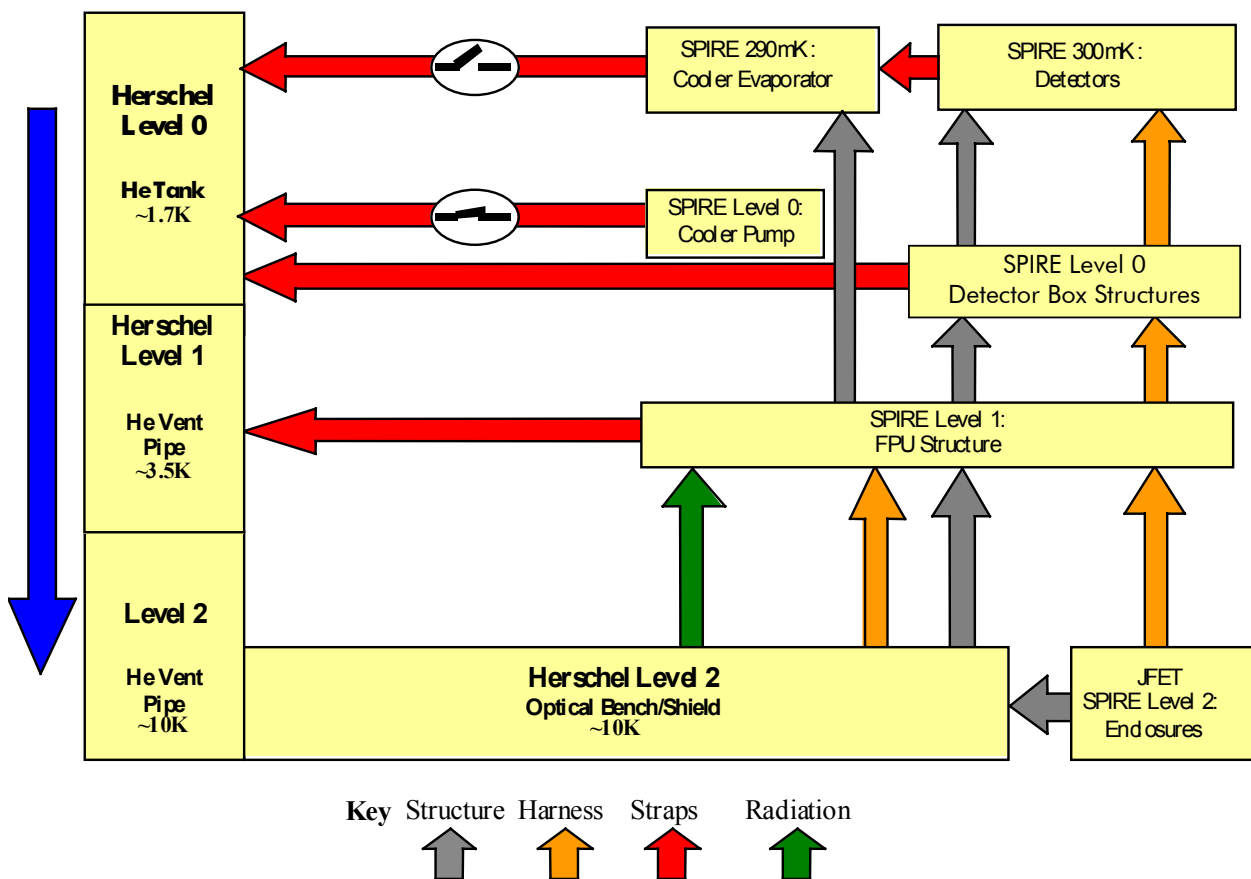 Herschel
Level 0
He Tank
~1.7K
Herschel
Level 1
He Vent
Pipe
~3.5K
Level 2
He Vent
Pipe
~10K
SPIRE 290mK:
Cooler Evaporator
SPIRE 300mK:
Detectors
SPIRE Level 0:
Cooler Pump
SPIRE Level 0
Detector Box Structures
SPIRE Level 1:
FPU Structure
Herschel Level 2
Optical Bench/Shield
~10K
JFET
SPIRE Level 2:
Enclosures
Key Structure Harness Straps Radiation